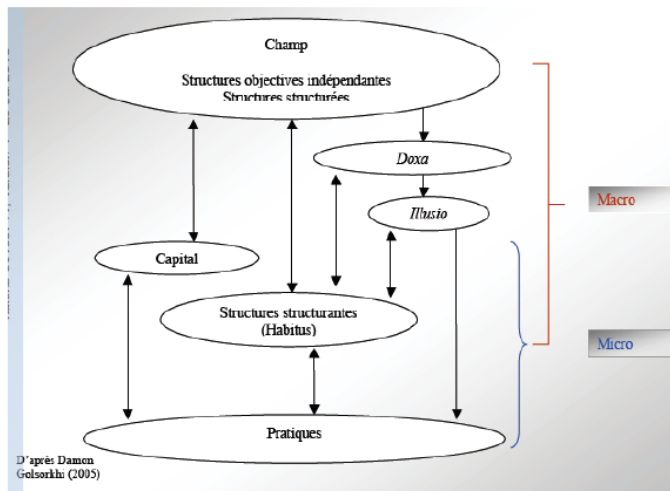 Champ
Structures objectives indépendantes
Structures structurées
Doxa
Illusio
Macro
Capital
Structures structurantes
(Habitus)
Micro
Pratiques
D'après Damon
Golsorkhi (2005)